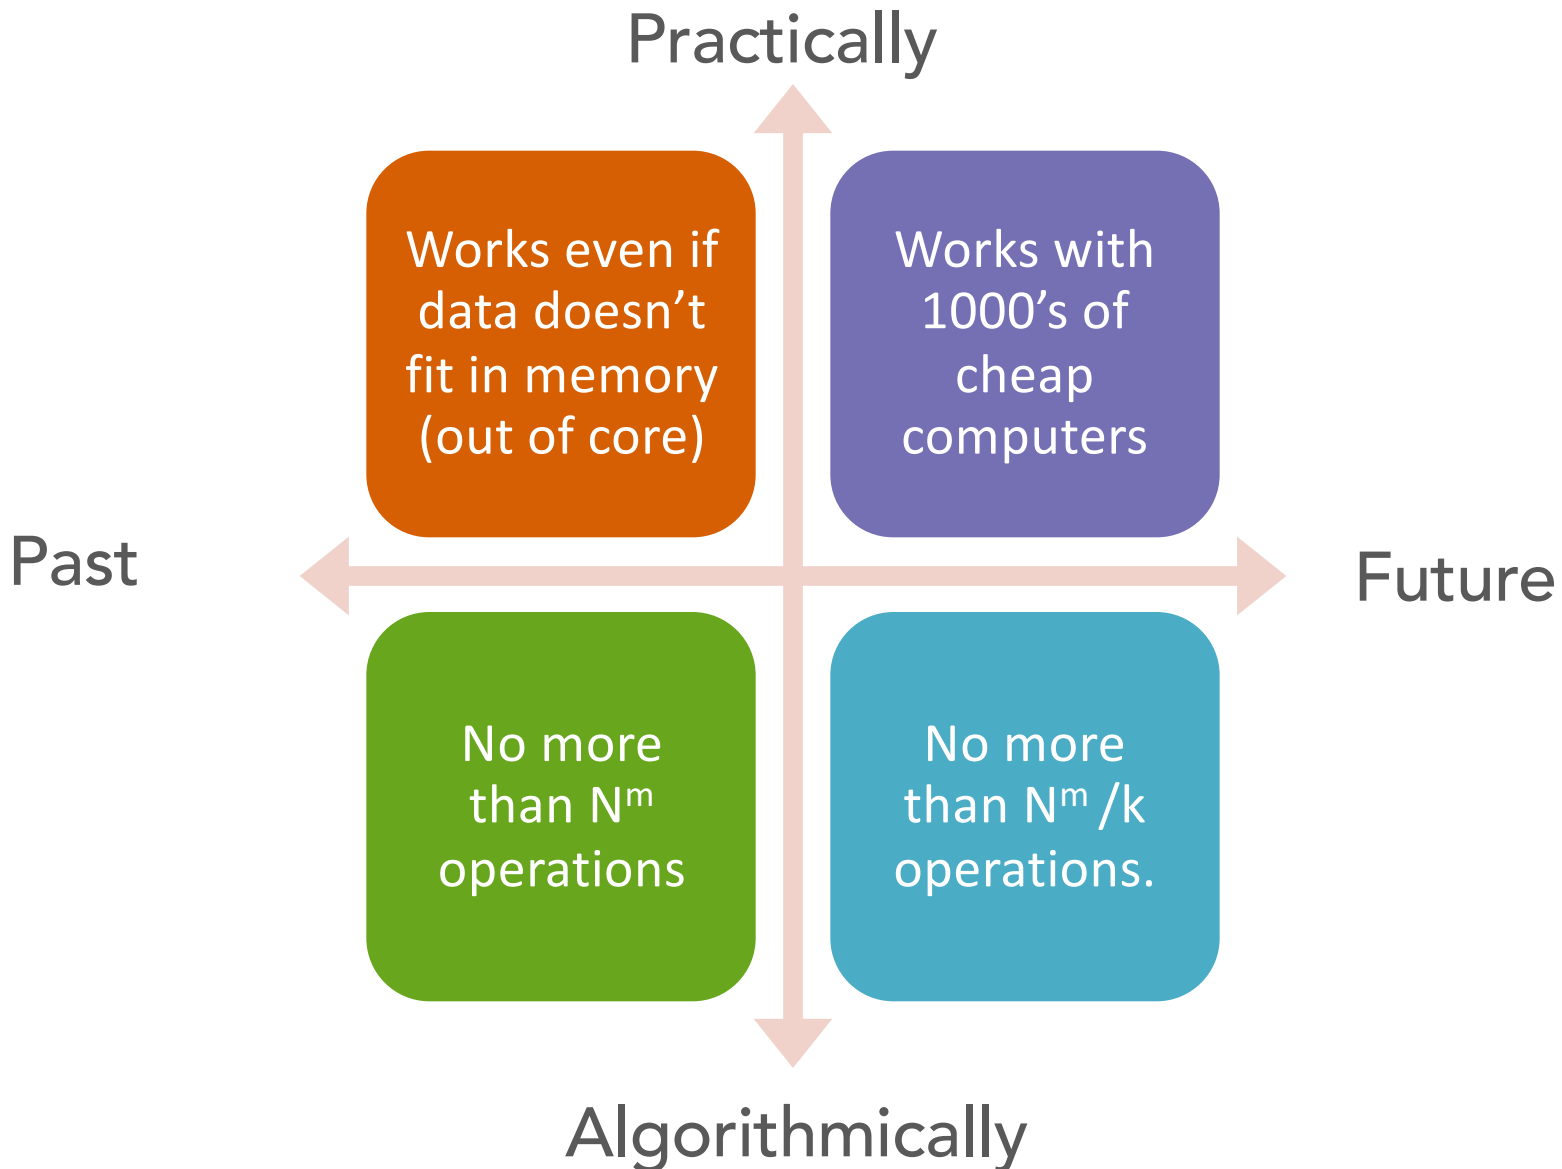 Practically
Works even if
data doesn’t
fit in memory
(out of core)
Works with
1000’s of
cheap
computers
Past
Future
No more
than Nᵐ
operations
No more
than Nᵐ /k
operations.
Algorithmically